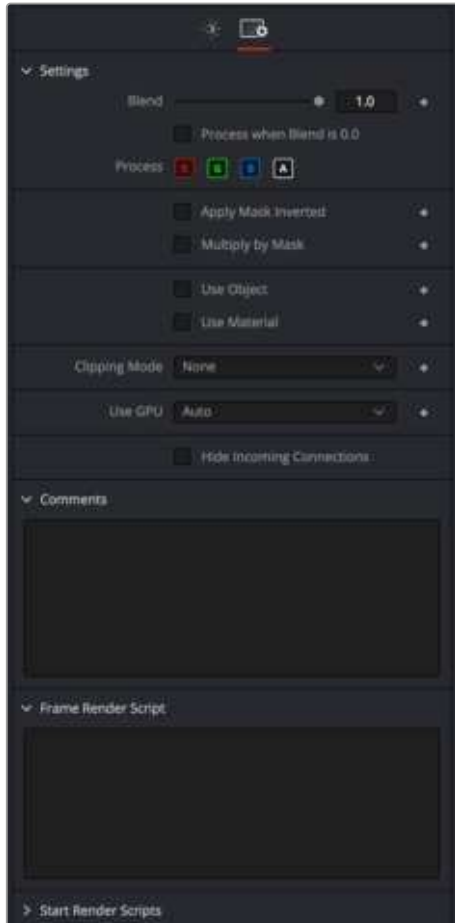 Settings
Blend 1.0
Process when Blend is 0.0
Process R G B A
Apply Mask Inverted
Multiply by Mask
Use Object
Use Material
Clipping Mode None
Use GPU Auto
Hide Incoming Connections
Comments
Frame Render Script
Start Render Scripts